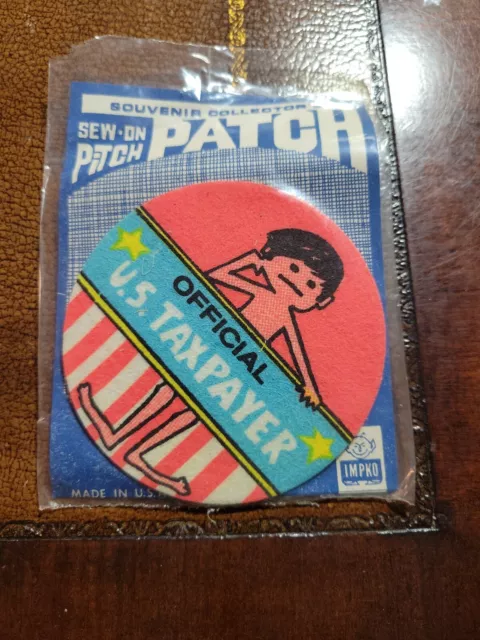 SOUVENIR COLLECTOR
SEW-ON PATCH
PITCH
OFFICIAL
U.S. TAXPAYER
IMPKO
MADE IN U.S.A